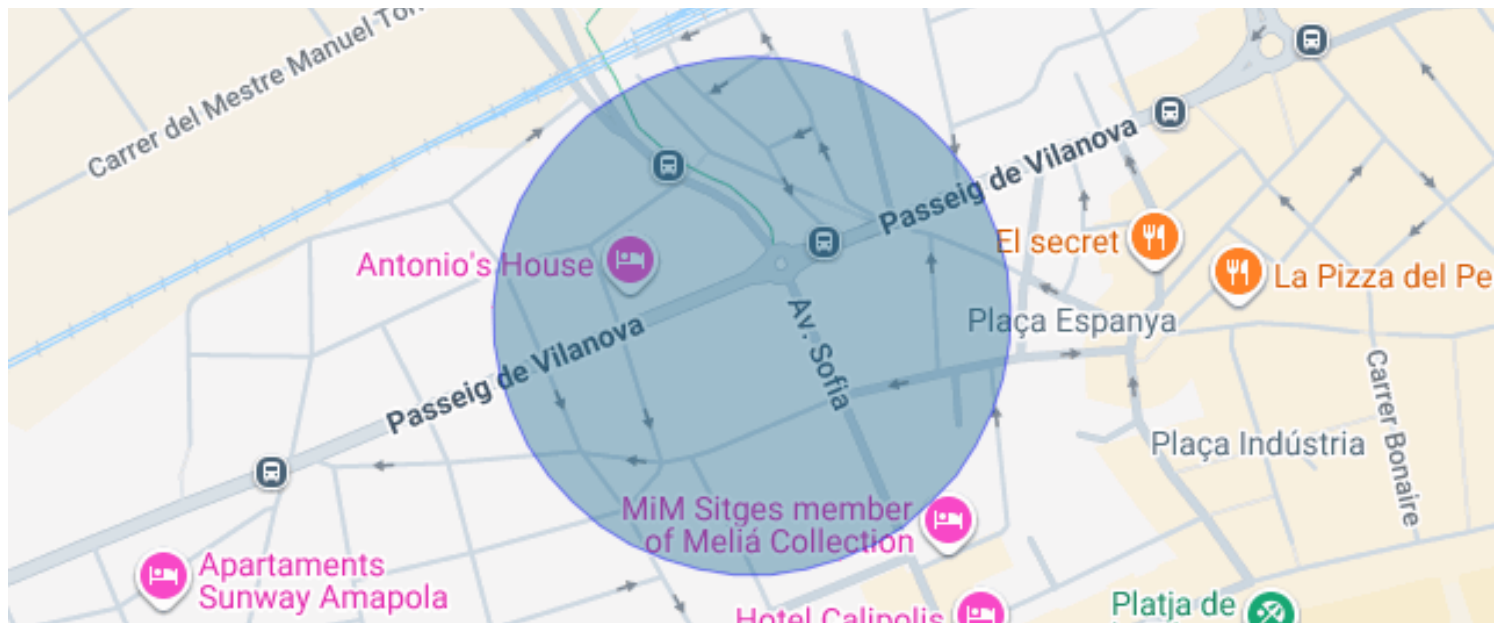 Carrer del Mestre Manuel Tor
Passeig de Vilanova
El secret
Antonio's House
La Pizza del Pe
Plaça Espanya
Av. Sofia
Passeig de Vilanova
Carrer Bonaire
Plaça Indústria
MiM Sitges member
of Meliá Collection
Apartaments
Sunway Amapola
Hotel Calipolis
Platja de